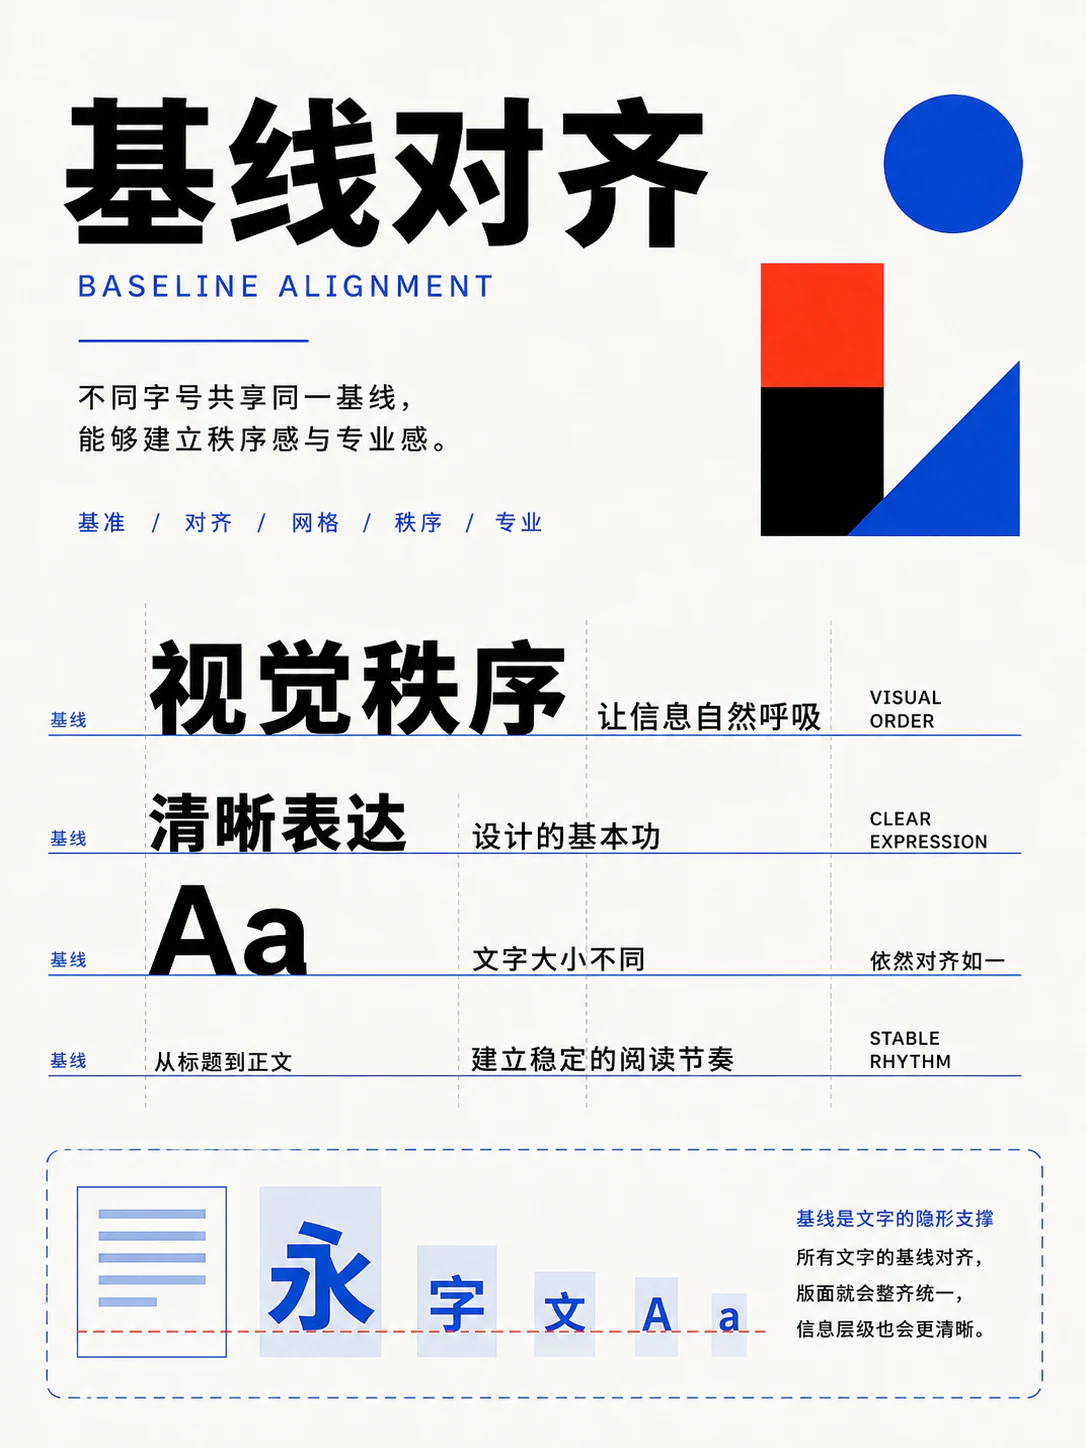 基线对齐
BASELINE ALIGNMENT
不同字号共享同一基线，
能够建立秩序感与专业感。
基准 / 对齐 / 网格 / 秩序 / 专业
基线 视觉秩序 让信息自然呼吸 VISUAL
ORDER
基线 清晰表达 设计的基本功 CLEAR
EXPRESSION
基线 Aa 文字大小不同 依然对齐如一
基线 从标题到正文 建立稳定的阅读节奏 STABLE
RHYTHM
永 字 文 A a
基线是文字的隐形支撑
所有文字的基线对齐，
版面就会整齐统一，
信息层级也会更清晰。